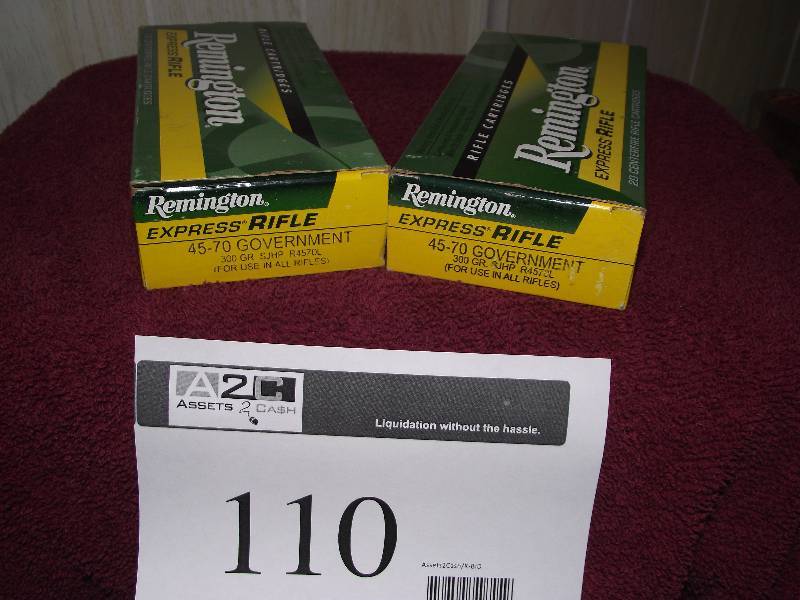 Remington
EXPRESS RIFLE
RIFLE CARTRIDGES
Remington
EXPRESS RIFLE
RIFLE CARTRIDGES
20 CENTERFIRE RIFLE CARTRIDGES
Remington
EXPRESS® RIFLE
45-70 GOVERNMENT
300 GR. SJHP R4570L
(FOR USE IN ALL RIFLES)
Remington
EXPRESS® RIFLE
45-70 GOVERNMENT
300 GR. SJHP R4570L
(FOR USE IN ALL RIFLES)
A2C
ASSETS 2 CA$H
Liquidation without the hassle.
110